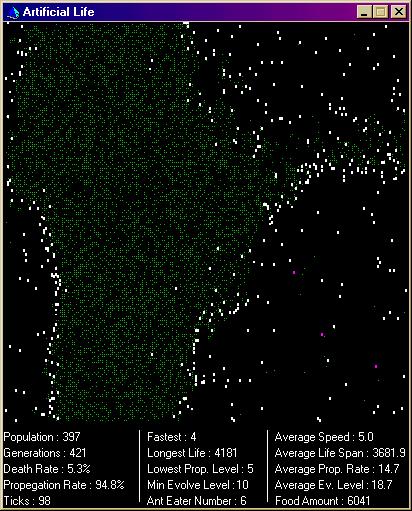 Artificial Life
Population : 397
Generations : 421
Death Rate : 5.3%
Propegation Rate : 94.8%
Ticks : 98
Fastest : 4
Longest Life : 4181
Lowest Prop. Level : 5
Min Evolve Level :10
Ant Eater Number : 6
Average Speed : 5.0
Average Life Span : 3681.9
Average Prop. Rate : 14.7
Average Ev. Level : 18.7
Food Amount : 6041